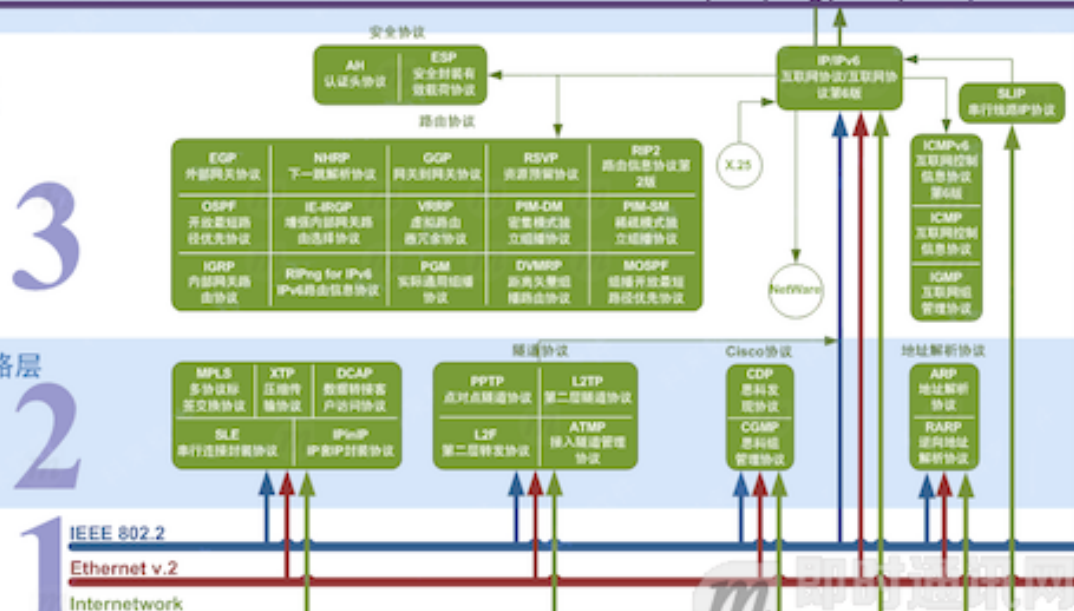 安全协议
AH
认证头协议
ESP
安全封装有
效载荷协议
IP/IPv6
互联网协议/互联网协
议第6版
SLIP
串行线路IP协议
路由协议
EGP
外部网关协议
NHRP
下一跳解析协议
GGP
网关到网关协议
RSVP
资源预留协议
RIP2
路由信息协议第
2版
X.25
ICMPv6
互联网控制
信息协议
第6版
OSPF
开放最短路
径优先协议
IE-IRGP
增强内部网关路
由选择协议
VRRP
虚拟路由
器冗余协议
PIM-DM
密集模式独
立组播协议
PIM-SM
稀疏模式独
立组播协议
ICMP
互联网控制
信息协议
3
IGRP
内部网关路
由协议
RIPng for IPv6
IPv6路由信息协议
PGM
实际通用组播
协议
DVMRP
距离矢量组
播路由协议
MOSPF
组播开放最短
路径优先协议
NetWare
IGMP
互联网组
管理协议
路层
隧道协议
Cisco协议
地址解析协议
2
MPLS
多协议标
签交换协议
XTP
压缩传
输协议
DCAP
数据转接客
户访问协议
SLE
串行连接封装协议
IPinIP
IP套IP封装协议
PPTP
点对点隧道协议
L2TP
第二层隧道协议
L2F
第二层转发协议
ATMP
接入隧道管理
协议
CDP
思科发
现协议
CGMP
思科组
管理协议
ARP
地址解析
协议
RARP
逆向地址
解析协议
1
IEEE 802.2
Ethernet v.2
Internetwork
m 即时通讯网